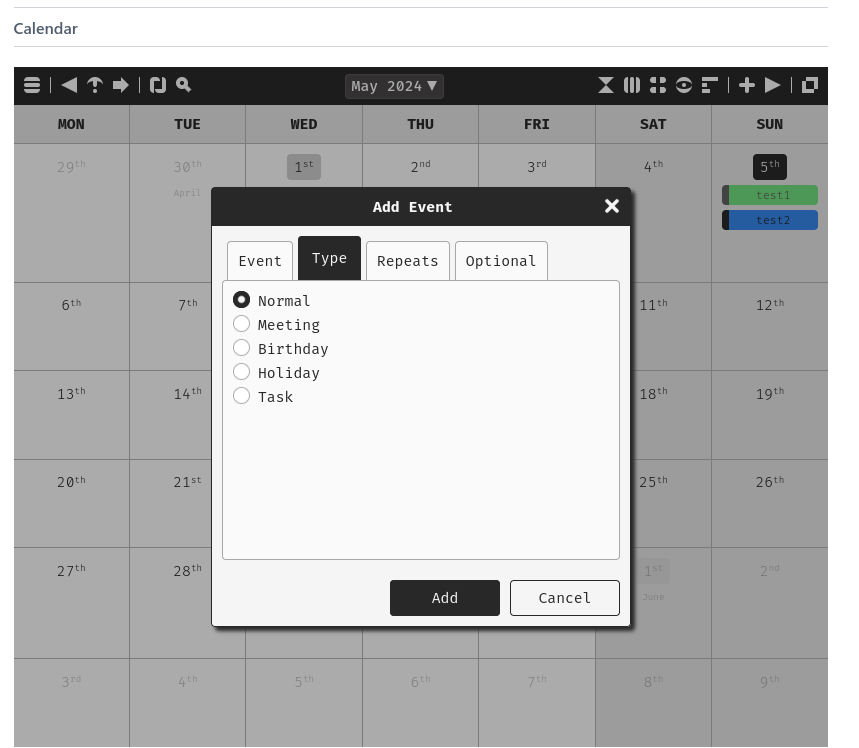 Calendar
May 2024▼
MON TUE WED THU FRI SAT SUN
29th 30th 1st 2nd 3rd 4th 5th
April
test1
test2
Add Event
Event Type Repeats Optional
Normal
Meeting
Birthday
Holiday
Task
6th 7th 11th 12th
13th 14th 18th 19th
20th 21st 25th 26th
27th 28th 1st 2nd
June
Add Cancel
3rd 4th 5th 6th 7th 8th 9th